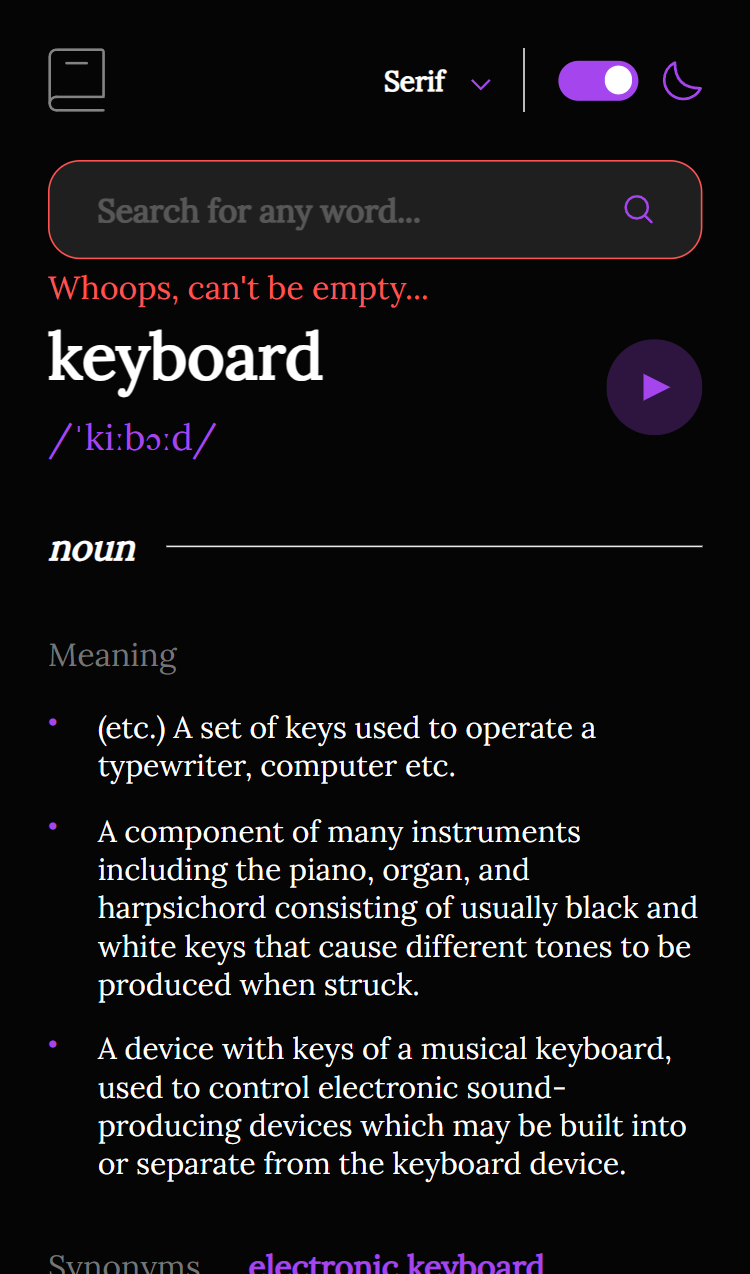 Serif
Search for any word...
Whoops, can't be empty...
keyboard
/ˈkiːbɔːd/
noun
Meaning
(etc.) A set of keys used to operate a
typewriter, computer etc.
A component of many instruments
including the piano, organ, and
harpsichord consisting of usually black and
white keys that cause different tones to be
produced when struck.
A device with keys of a musical keyboard,
used to control electronic sound-
producing devices which may be built into
or separate from the keyboard device.
Synonyms electronic keyboard